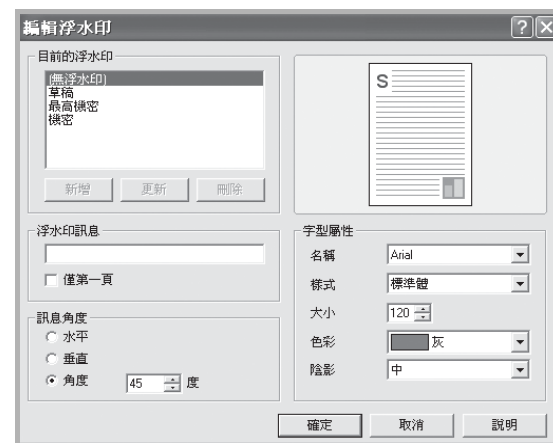 編輯浮水印
目前的浮水印
(無浮水印)
草稿
最高機密
機密
新增 更新 刪除
S
浮水印訊息
僅第一頁
訊息角度
水平
垂直
角度 45 度
字型屬性
名稱 Arial
樣式 標準體
大小 120
色彩 灰
陰影 中
確定 取消 說明